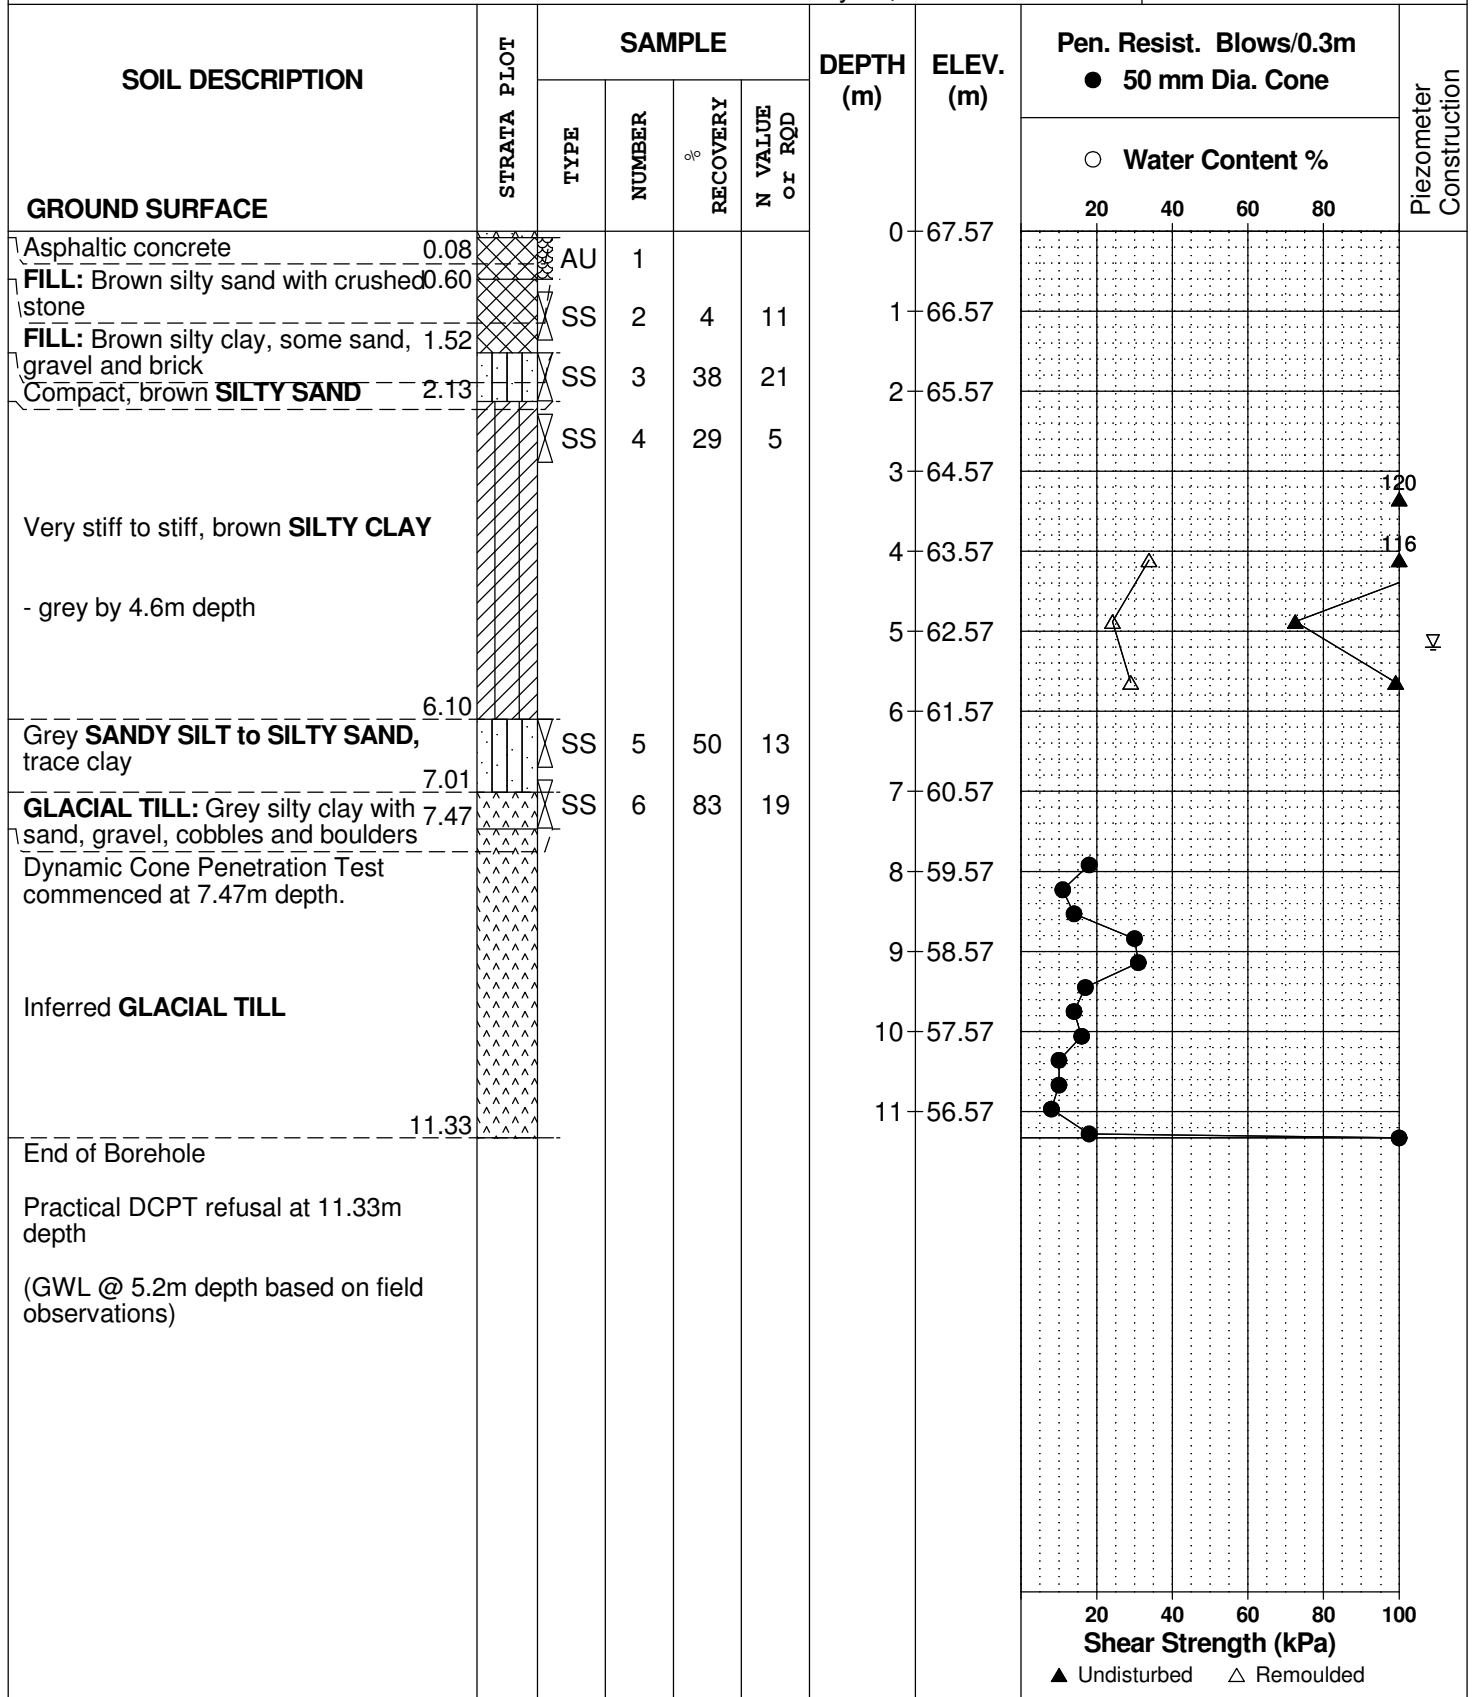 SOIL DESCRIPTION
GROUND SURFACE
STRATA PLOT
SAMPLE
TYPE
NUMBER
% RECOVERY
N VALUE or RQD
DEPTH (m)
ELEV. (m)
Pen. Resist. Blows/0.3m
● 50 mm Dia. Cone
○ Water Content %
20 40 60 80
Piezometer Construction
0 67.57
Asphaltic concrete 0.08
AU 1
FILL: Brown silty sand with crushed 0.60
stone
SS 2 4 11
1 66.57
FILL: Brown silty clay, some sand, 1.52
gravel and brick
SS 3 38 21
Compact, brown SILTY SAND 2.13
2 65.57
SS 4 29 5
3 64.57
120
Very stiff to stiff, brown SILTY CLAY
4 63.57
116
- grey by 4.6m depth
5 62.57
6.10
6 61.57
Grey SANDY SILT to SILTY SAND,
trace clay
SS 5 50 13
7.01
7 60.57
GLACIAL TILL: Grey silty clay with 7.47
sand, gravel, cobbles and boulders
SS 6 83 19
Dynamic Cone Penetration Test
commenced at 7.47m depth.
8 59.57
9 58.57
Inferred GLACIAL TILL
10 57.57
11 56.57
11.33
End of Borehole
Practical DCPT refusal at 11.33m
depth
(GWL @ 5.2m depth based on field
observations)
20 40 60 80 100
Shear Strength (kPa)
▲ Undisturbed △ Remoulded